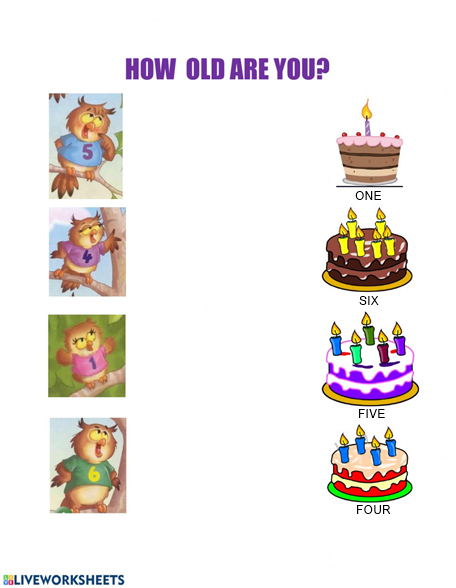 HOW OLD ARE YOU?
5
ONE
4
SIX
1
FIVE
6
FOUR
LIVEWORKSHEETS